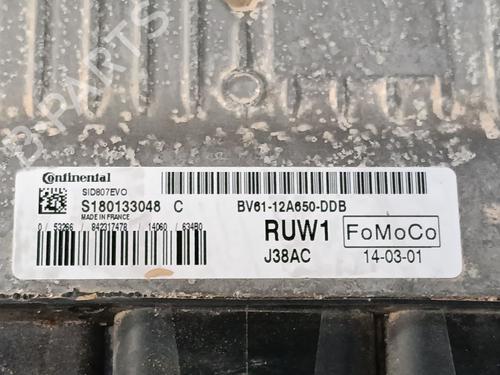 B-PARTS
Continental
SID807EVO
S180133048 C
MADE IN FRANCE
BV61-12A650-DDB
0 / 53266 / 842317478 / 14060 / 634B0
RUW1
FoMoCo
J38AC
14-03-01